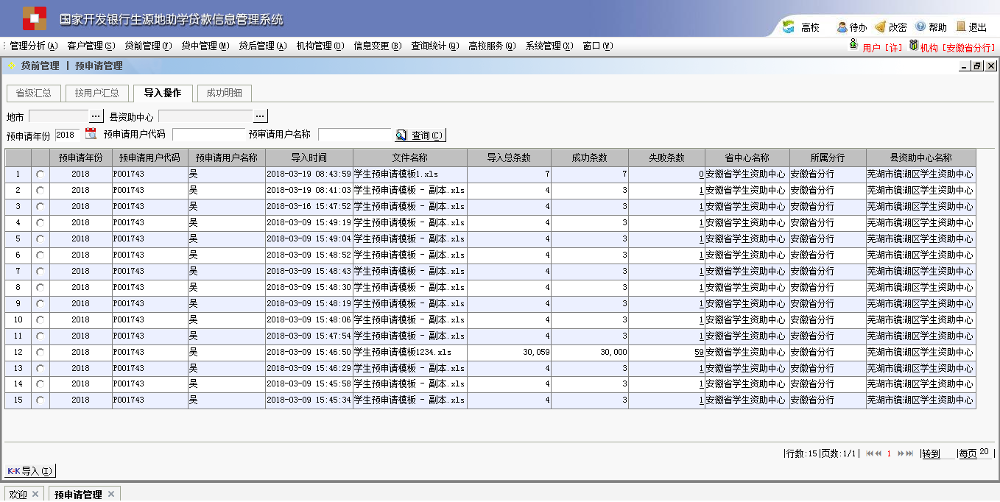 国家开发银行生源地助学贷款信息管理系统
高校 待办 改密 帮助 退出
管理分析(A) 客户管理(S) 贷前管理(P) 贷中管理(M) 贷后管理(A) 机构管理(O) 信息变更(B) 查询统计(Q) 高校服务(Q) 系统管理(X) 窗口(W)
用户 [许] 机构 [安徽省分行]
贷前管理 | 预申请管理
省级汇总 按用户汇总 导入操作 成功明细
地市 ... 县资助中心 ...
预申请年份 2018 预申请用户代码 预审请用户名称 查询(C)
预申请年份 预申请用户代码 预申请用户名称 导入时间 文件名称 导入总条数 成功条数 失败条数 省中心名称 所属分行 县资助中心名称
1 2018 P001743 吴 2018-03-19 08:43:59 学生预申请模板1.xls 7 7 0 安徽省学生资助中心 安徽省分行 芜湖市镜湖区学生资助中心
2 2018 P001743 吴 2018-03-19 08:41:03 学生预申请模板 - 副本.xls 4 3 1 安徽省学生资助中心 安徽省分行 芜湖市镜湖区学生资助中心
3 2018 P001743 吴 2018-03-16 15:47:52 学生预申请模板 - 副本.xls 4 3 1 安徽省学生资助中心 安徽省分行 芜湖市镜湖区学生资助中心
4 2018 P001743 吴 2018-03-09 15:49:19 学生预申请模板 - 副本.xls 4 3 1 安徽省学生资助中心 安徽省分行 芜湖市镜湖区学生资助中心
5 2018 P001743 吴 2018-03-09 15:49:04 学生预申请模板 - 副本.xls 4 3 1 安徽省学生资助中心 安徽省分行 芜湖市镜湖区学生资助中心
6 2018 P001743 吴 2018-03-09 15:48:52 学生预申请模板 - 副本.xls 4 3 1 安徽省学生资助中心 安徽省分行 芜湖市镜湖区学生资助中心
7 2018 P001743 吴 2018-03-09 15:48:43 学生预申请模板 - 副本.xls 4 3 1 安徽省学生资助中心 安徽省分行 芜湖市镜湖区学生资助中心
8 2018 P001743 吴 2018-03-09 15:48:30 学生预申请模板 - 副本.xls 4 3 1 安徽省学生资助中心 安徽省分行 芜湖市镜湖区学生资助中心
9 2018 P001743 吴 2018-03-09 15:48:19 学生预申请模板 - 副本.xls 4 3 1 安徽省学生资助中心 安徽省分行 芜湖市镜湖区学生资助中心
10 2018 P001743 吴 2018-03-09 15:48:06 学生预申请模板 - 副本.xls 4 3 1 安徽省学生资助中心 安徽省分行 芜湖市镜湖区学生资助中心
11 2018 P001743 吴 2018-03-09 15:47:54 学生预申请模板 - 副本.xls 4 3 1 安徽省学生资助中心 安徽省分行 芜湖市镜湖区学生资助中心
12 2018 P001743 吴 2018-03-09 15:46:50 学生预申请模板1234.xls 30,059 30,000 59 安徽省学生资助中心 安徽省分行 芜湖市镜湖区学生资助中心
13 2018 P001743 吴 2018-03-09 15:46:29 学生预申请模板 - 副本.xls 4 3 1 安徽省学生资助中心 安徽省分行 芜湖市镜湖区学生资助中心
14 2018 P001743 吴 2018-03-09 15:45:58 学生预申请模板 - 副本.xls 4 3 1 安徽省学生资助中心 安徽省分行 芜湖市镜湖区学生资助中心
15 2018 P001743 吴 2018-03-09 15:45:34 学生预申请模板 - 副本.xls 4 3 1 安徽省学生资助中心 安徽省分行 芜湖市镜湖区学生资助中心
|行数:15|页数:1/1| 1 |转到 |每页 20 |
K=K 导入(I)
欢迎 预申请管理